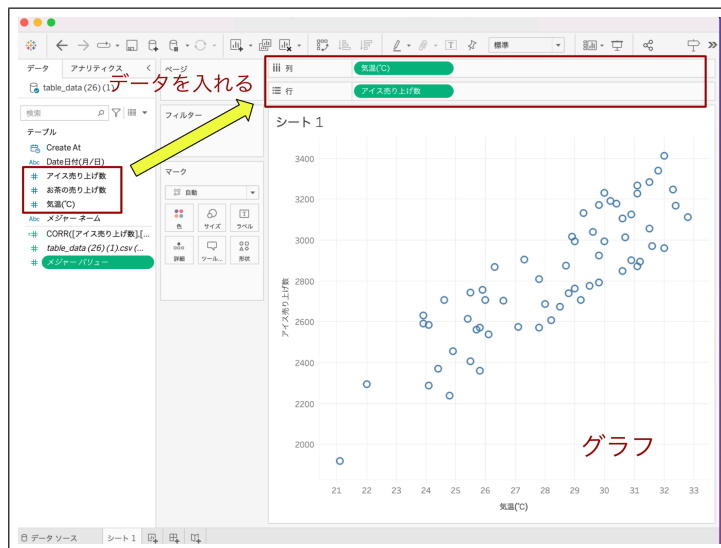 標準
データ アナリティクス
table_data (26) (1)
データを入れる
検索
テーブル
Create At
Abc Date日付(月/日)
# アイス売り上げ数
# お茶の売り上げ数
# 気温(℃)
Abc メジャー ネーム
=# CORR([アイス売り上げ数],[...
# table_data (26) (1).csv (...
# メジャー バリュー
ページ
フィルター
マーク
自動
色 サイズ ラベル
詳細 ツール... 形状
列 気温(℃)
行 アイス売り上げ数
シート 1
3400
3200
3000
2800
2600
2400
2200
2000
アイス売り上げ数
グラフ
21 22 23 24 25 26 27 28 29 30 31 32 33
気温(℃)
データ ソース シート 1